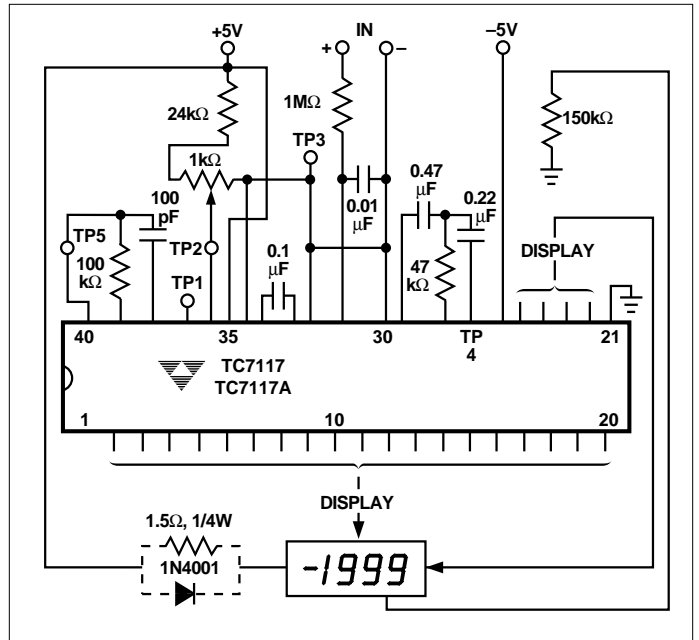 +5V
IN
–5V
+
–
24kΩ
1MΩ
150kΩ
TP3
1kΩ
0.47
µF
0.22
µF
100
pF
0.01
µF
TP5
TP2
DISPLAY
100
kΩ
0.1
µF
47
kΩ
TP1
40
35
30
TP
4
21
TC7117
TC7117A
1
10
20
DISPLAY
1.5Ω, 1/4W
1N4001
-1999